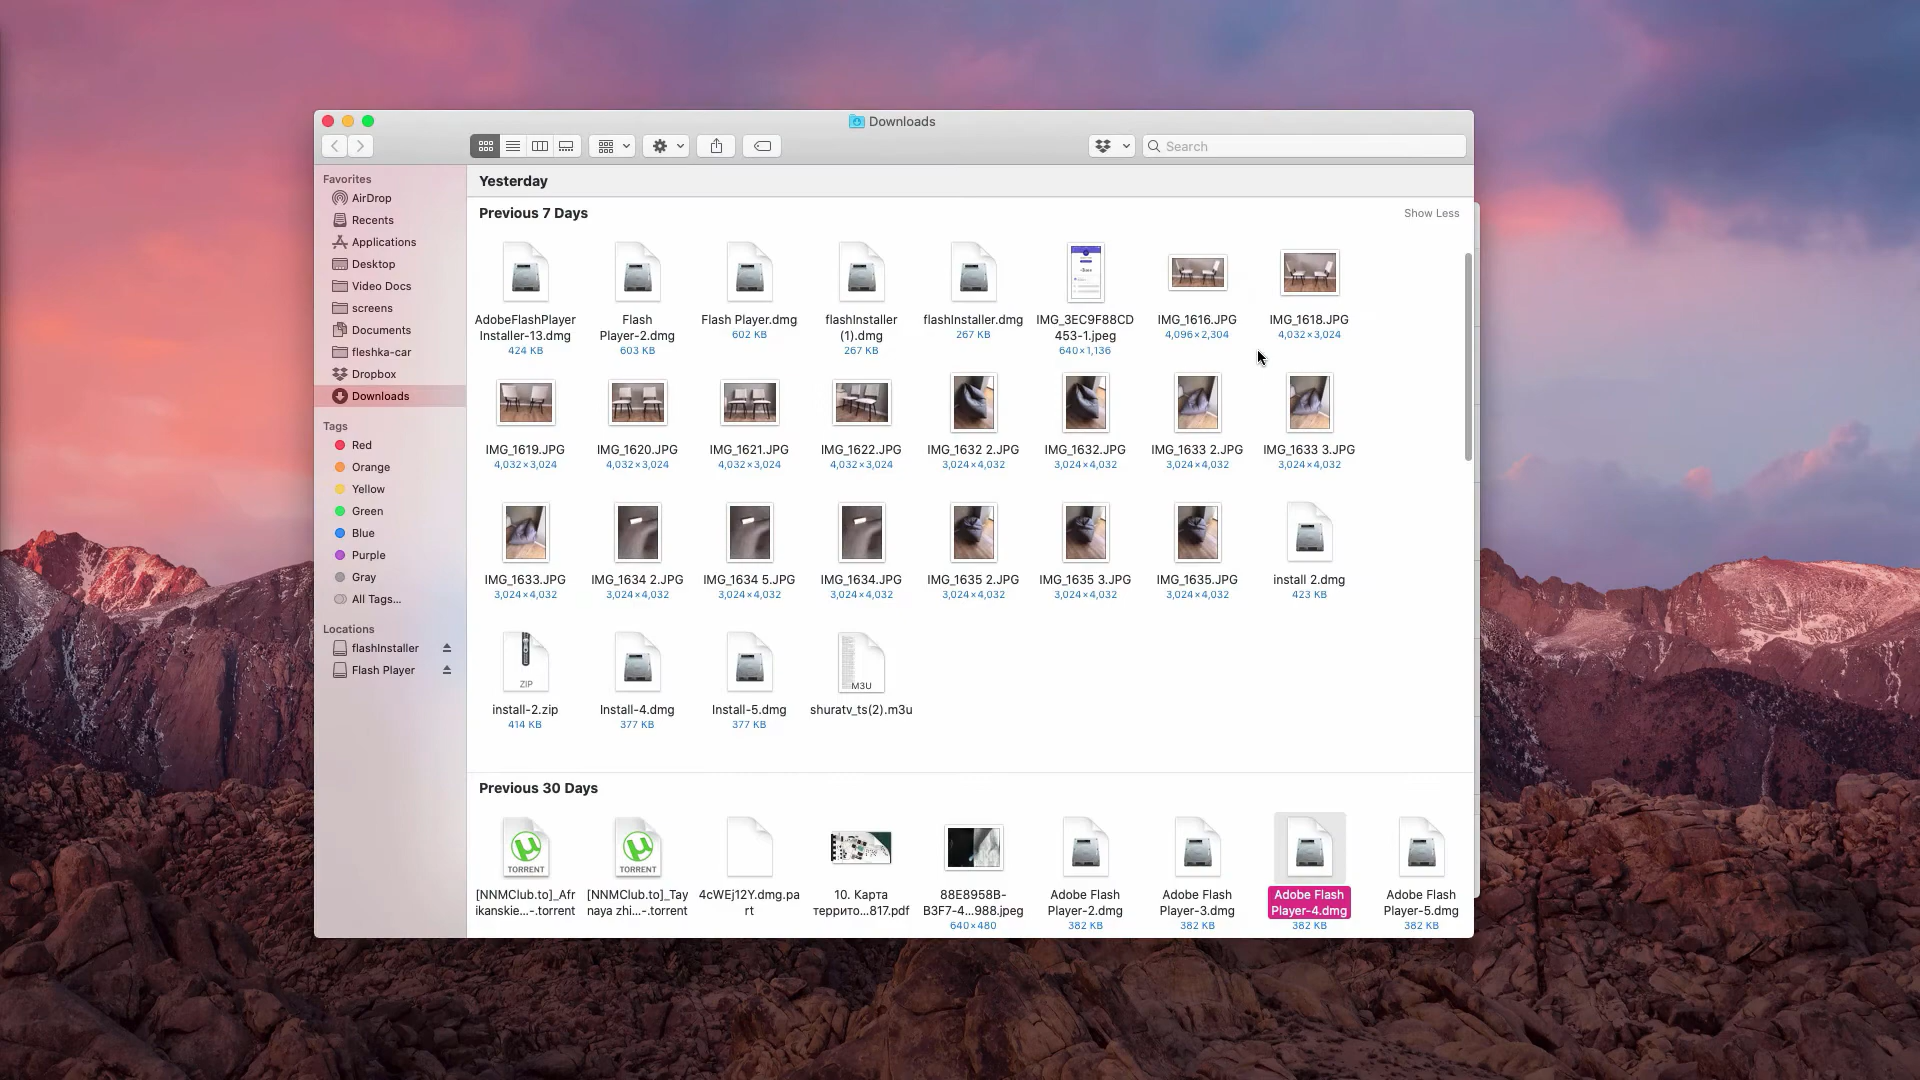 Downloads
Search
Favorites
AirDrop
Recents
Applications
Desktop
Video Docs
screens
Documents
fleshka-car
Dropbox
Downloads
Tags
Red
Orange
Yellow
Green
Blue
Purple
Gray
All Tags...
Locations
flashInstaller
Flash Player
Yesterday
Previous 7 Days
Show Less
AdobeFlashPlayer
Installer-13.dmg
424 KB
Flash
Player-2.dmg
603 KB
Flash Player.dmg
602 KB
flashInstaller
(1).dmg
267 KB
flashInstaller.dmg
267 KB
IMG_3EC9F88CD
453-1.jpeg
640×1,136
IMG_1616.JPG
4,096×2,304
IMG_1618.JPG
4,032×3,024
IMG_1619.JPG
4,032×3,024
IMG_1620.JPG
4,032×3,024
IMG_1621.JPG
4,032×3,024
IMG_1622.JPG
4,032×3,024
IMG_1632 2.JPG
3,024×4,032
IMG_1632.JPG
3,024×4,032
IMG_1633 2.JPG
3,024×4,032
IMG_1633 3.JPG
3,024×4,032
IMG_1633.JPG
3,024×4,032
IMG_1634 2.JPG
3,024×4,032
IMG_1634 5.JPG
3,024×4,032
IMG_1634.JPG
3,024×4,032
IMG_1635 2.JPG
3,024×4,032
IMG_1635 3.JPG
3,024×4,032
IMG_1635.JPG
3,024×4,032
install 2.dmg
423 KB
ZIP
install-2.zip
414 KB
Install-4.dmg
377 KB
Install-5.dmg
377 KB
M3U
shuratv_ts(2).m3u
Previous 30 Days
TORRENT
[NNMClub.to]_Afr
ikanskie...-.torrent
TORRENT
[NNMClub.to]_Tay
naya zhi...-.torrent
4cWEj12Y.dmg.pa
rt
10. Карта
террито...817.pdf
88E8958B-
B3F7-4...988.jpeg
640×480
Adobe Flash
Player-2.dmg
382 KB
Adobe Flash
Player-3.dmg
382 KB
Adobe Flash
Player-4.dmg
382 KB
Adobe Flash
Player-5.dmg
382 KB